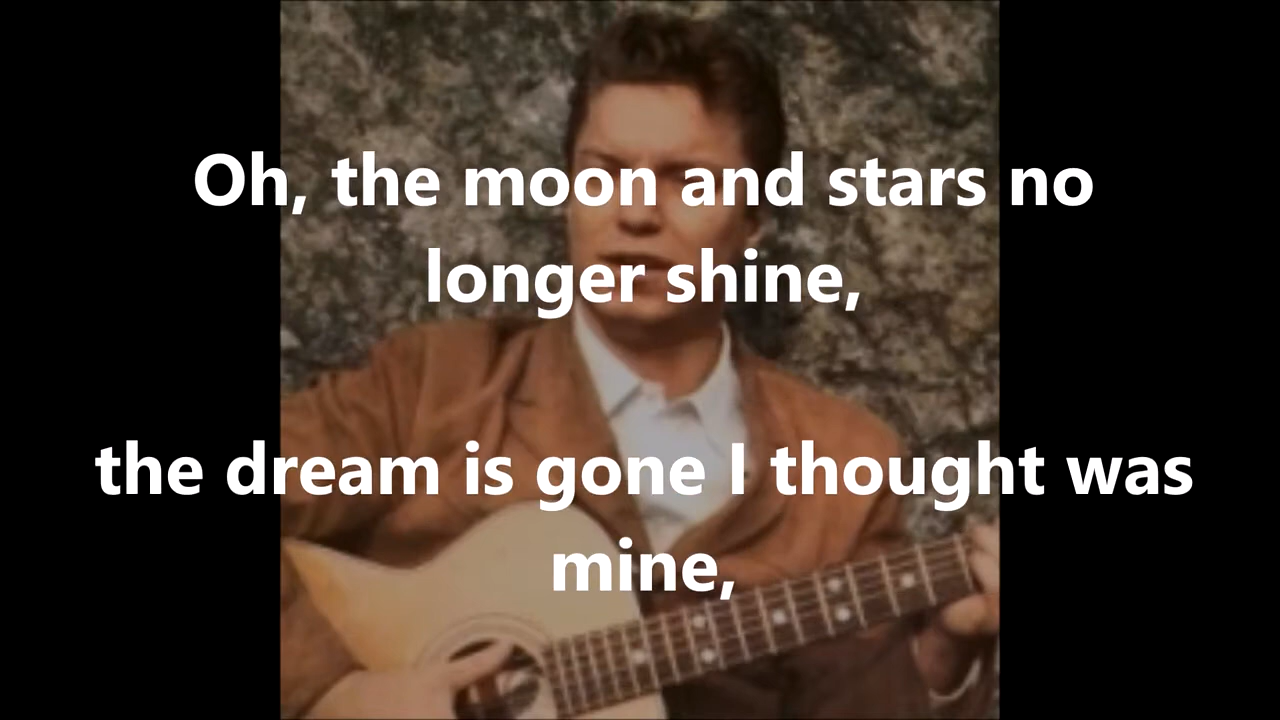 Oh, the moon and stars no
longer shine,
the dream is gone I thought was
mine,